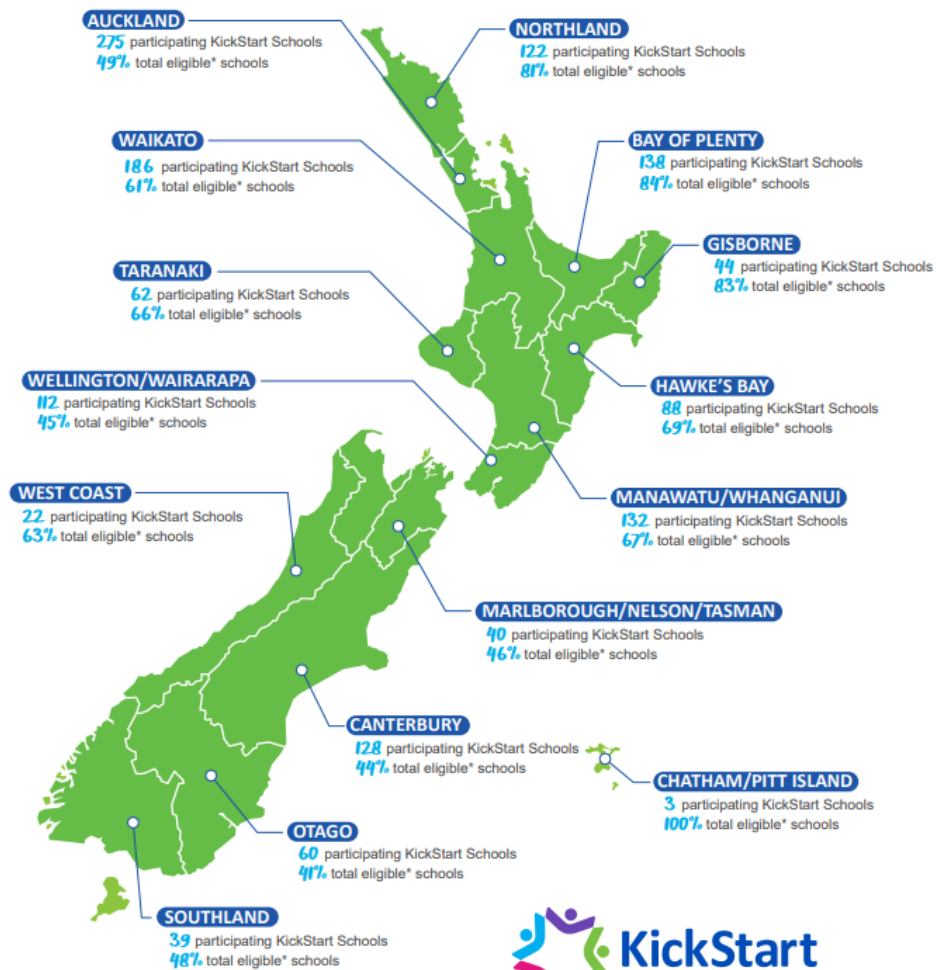 AUCKLAND
275 participating KickStart Schools
49% total eligible* schools
NORTHLAND
122 participating KickStart Schools
81% total eligible* schools
WAIKATO
186 participating KickStart Schools
61% total eligible* schools
BAY OF PLENTY
138 participating KickStart Schools
84% total eligible* schools
GISBORNE
44 participating KickStart Schools
83% total eligible* schools
TARANAKI
62 participating KickStart Schools
66% total eligible* schools
WELLINGTON/WAIRARAPA
112 participating KickStart Schools
45% total eligible* schools
HAWKE'S BAY
88 participating KickStart Schools
69% total eligible* schools
WEST COAST
22 participating KickStart Schools
63% total eligible* schools
MANAWATU/WHANGANUI
132 participating KickStart Schools
67% total eligible* schools
MARLBOROUGH/NELSON/TASMAN
40 participating KickStart Schools
46% total eligible* schools
CANTERBURY
128 participating KickStart Schools
44% total eligible* schools
CHATHAM/PITT ISLAND
3 participating KickStart Schools
100% total eligible* schools
OTAGO
60 participating KickStart Schools
41% total eligible* schools
SOUTHLAND
39 participating KickStart Schools
48% total eligible* schools
KickStart